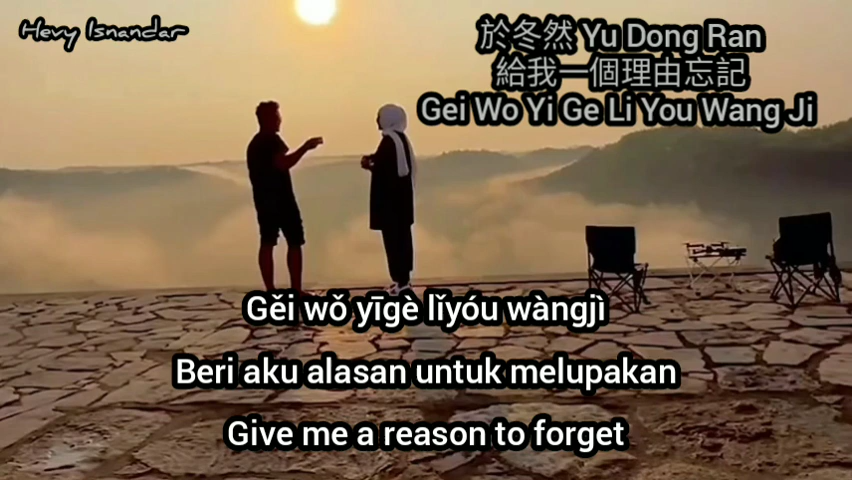 Hevy Isnandar
於冬然 Yu Dong Ran
給我一個理由忘記
Gei Wo Yi Ge Li You Wang Ji
Gěi wǒ yīgè lǐyóu wàngjì
Beri aku alasan untuk melupakan
Give me a reason to forget